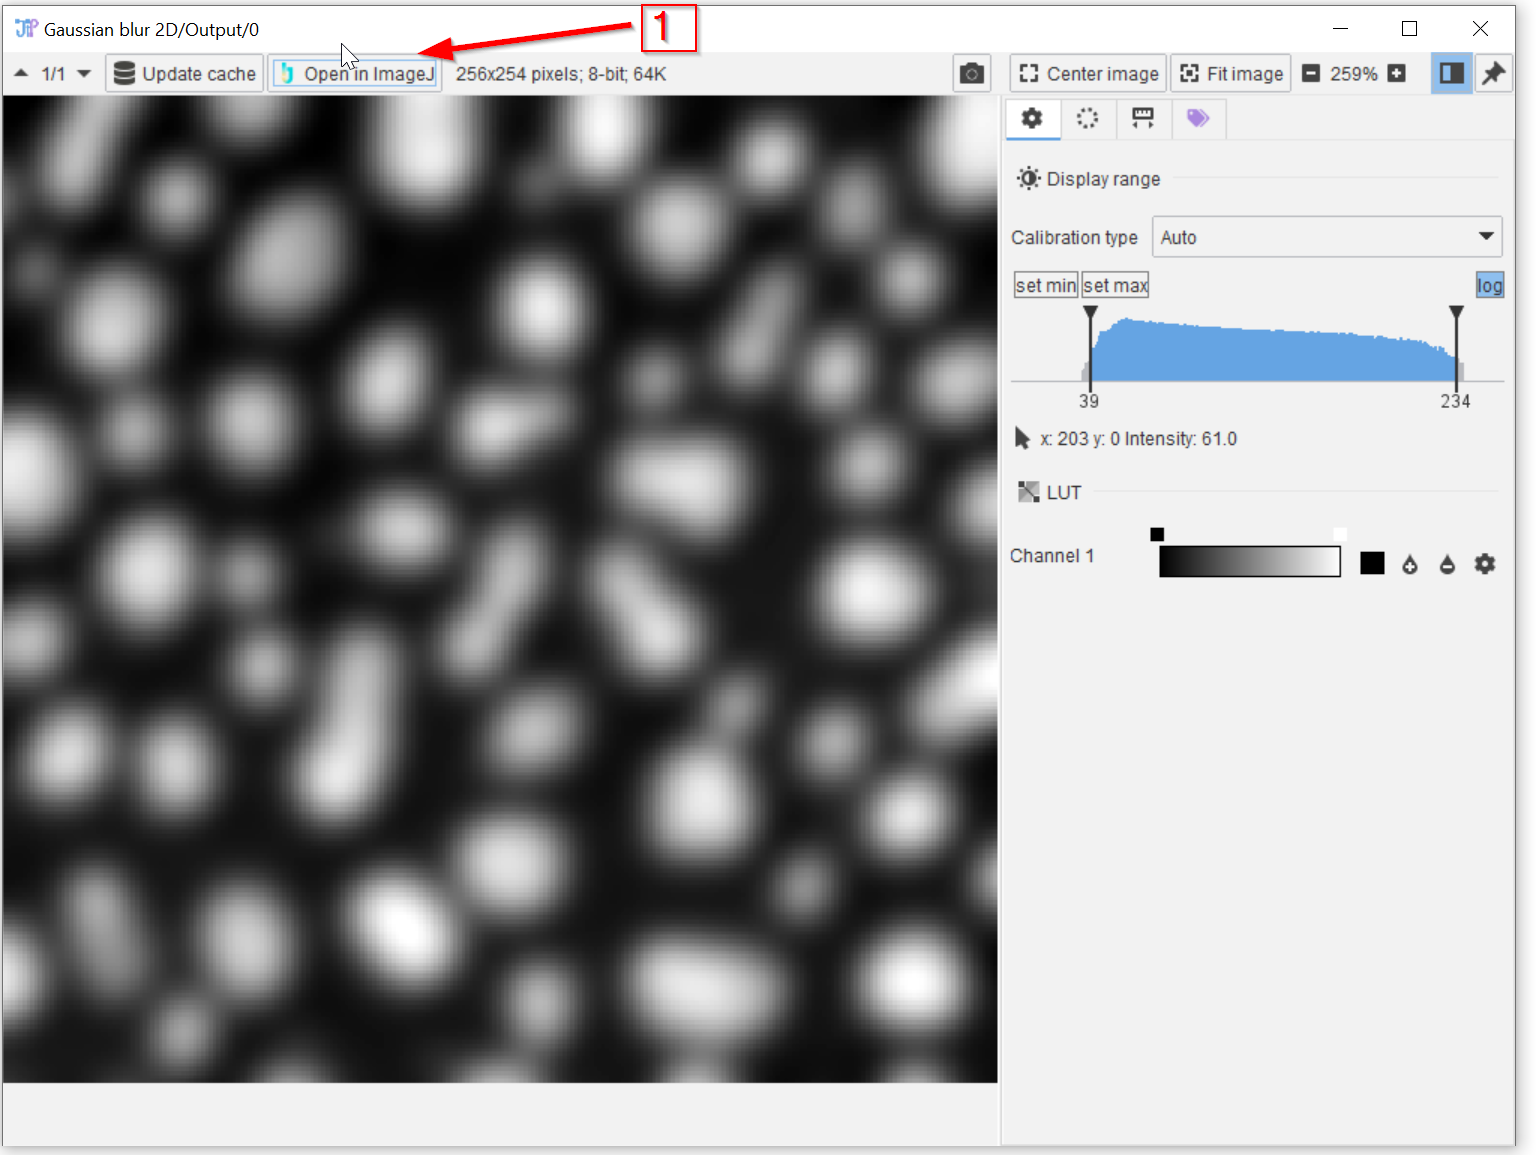 JIP Gaussian blur 2D/Output/0
1
1/1 Update cache Open in ImageJ 256x254 pixels; 8-bit; 64K Center image Fit image 259%
Display range
Calibration type Auto
set min set max log
39 234
x: 203 y: 0 Intensity: 61.0
LUT
Channel 1